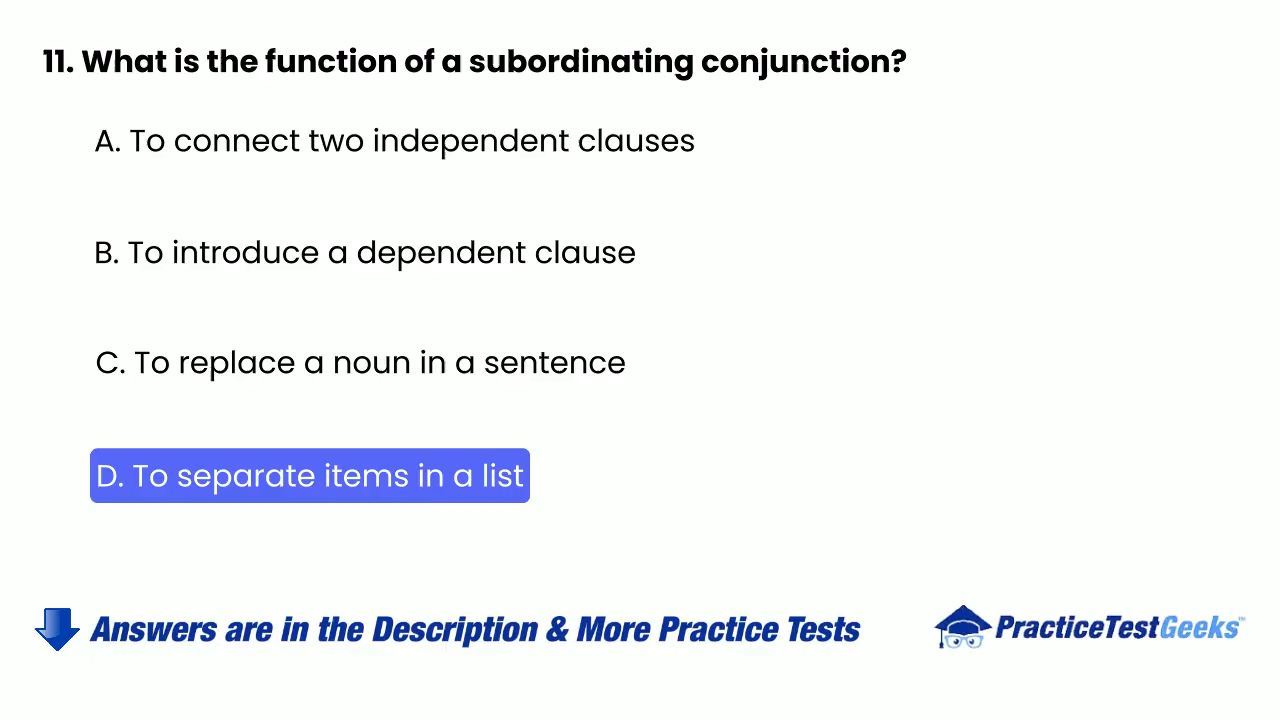 11. What is the function of a subordinating conjunction?
A. To connect two independent clauses
B. To introduce a dependent clause
C. To replace a noun in a sentence
D. To separate items in a list
Answers are in the Description & More Practice Tests
PracticeTestGeeks™